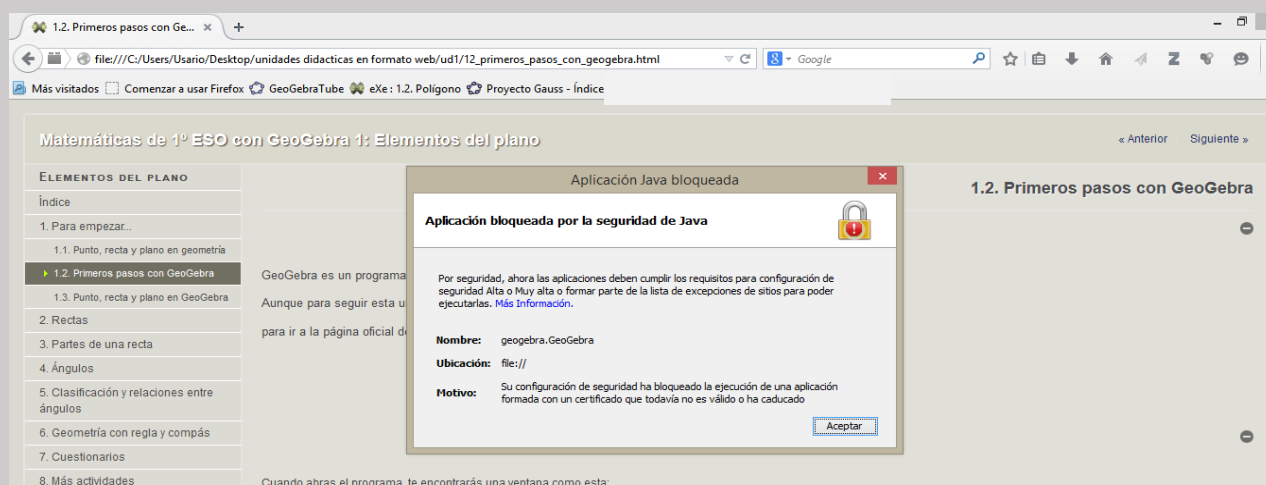 1.2. Primeros pasos con Ge...
file:///C:/Users/Usario/Desktop/unidades didacticas en formato web/ud1/12_primeros_pasos_con_geogebra.html
Google
Más visitados Comenzar a usar Firefox GeoGebraTube eXe : 1.2. Polígono Proyecto Gauss - Índice
Matemáticas de 1º ESO con GeoGebra 1: Elementos del plano
« Anterior Siguiente »
ELEMENTOS DEL PLANO
Índice
1. Para empezar...
1.1. Punto, recta y plano en geometría
1.2. Primeros pasos con GeoGebra
1.3. Punto, recta y plano en GeoGebra
2. Rectas
3. Partes de una recta
4. Ángulos
5. Clasificación y relaciones entre
ángulos
6. Geometría con regla y compás
7. Cuestionarios
8. Más actividades
1.2. Primeros pasos con GeoGebra
GeoGebra es un programa
Aunque para seguir esta u
para ir a la página oficial d
Aplicación Java bloqueada
Aplicación bloqueada por la seguridad de Java
Por seguridad, ahora las aplicaciones deben cumplir los requisitos para configuración de
seguridad Alta o Muy alta o formar parte de la lista de excepciones de sitios para poder
ejecutarlas. Más Información.
Nombre: geogebra.GeoGebra
Ubicación: file://
Motivo: Su configuración de seguridad ha bloqueado la ejecución de una aplicación
formada con un certificado que todavía no es válido o ha caducado
Aceptar
Cuando abras el programa, te encontrarás una ventana como esta: